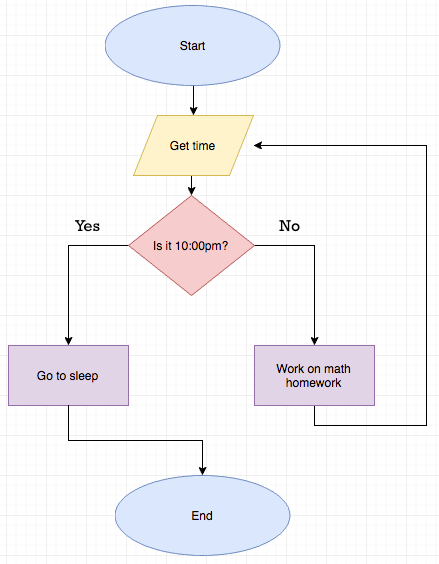 Start
Get time
Is it 10:00pm?
Yes
No
Go to sleep
Work on math
homework
End